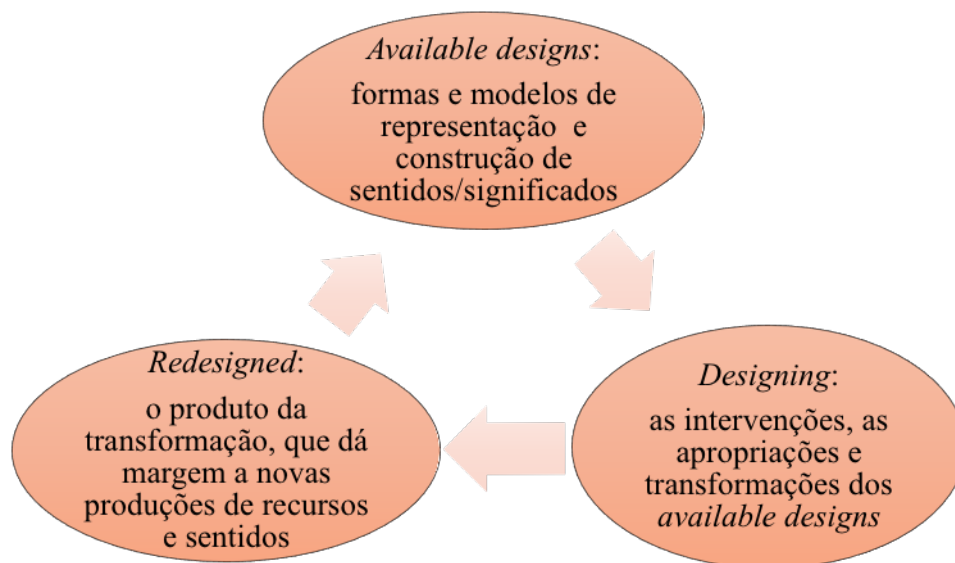 Available designs:
formas e modelos de
representação e
construção de
sentidos/significados
Redesigned:
o produto da
transformação, que dá
margem a novas
produções de recursos
e sentidos
Designing:
as intervenções, as
apropriações e
transformações dos
available designs